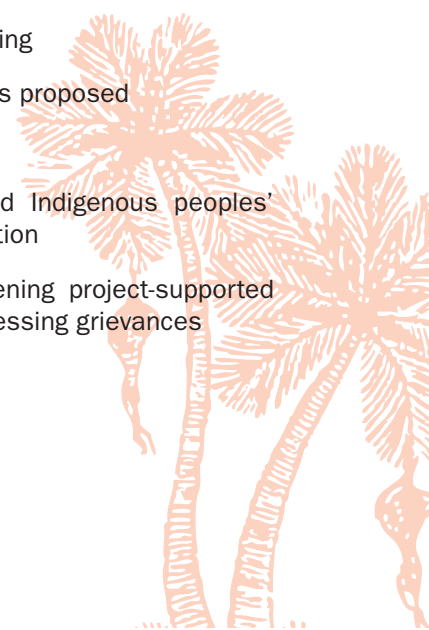 ing
s proposed
d Indigenous peoples’
tion
ening project-supported
essing grievances